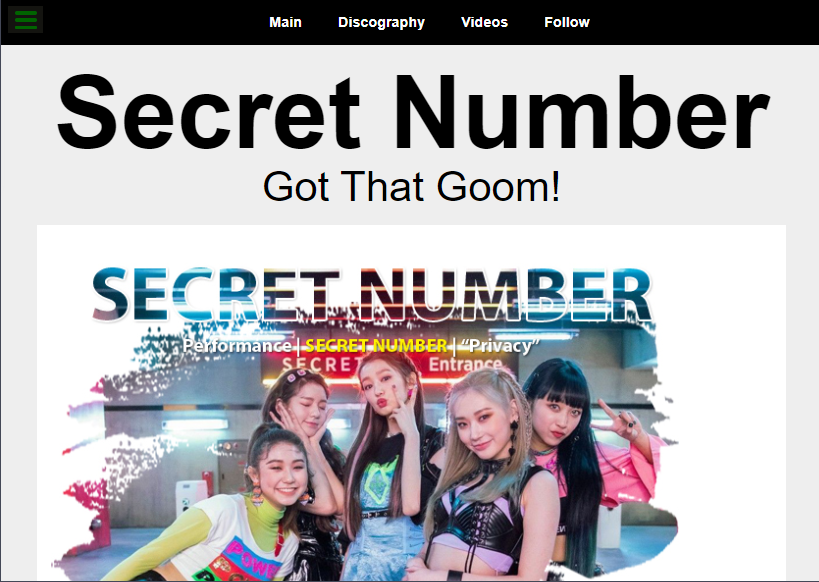 Main Discography Videos Follow
Secret Number
Got That Goom!
SECRET NUMBER
Performance | SECRET NUMBER | “Privacy”
SECRET Entrance
POWER